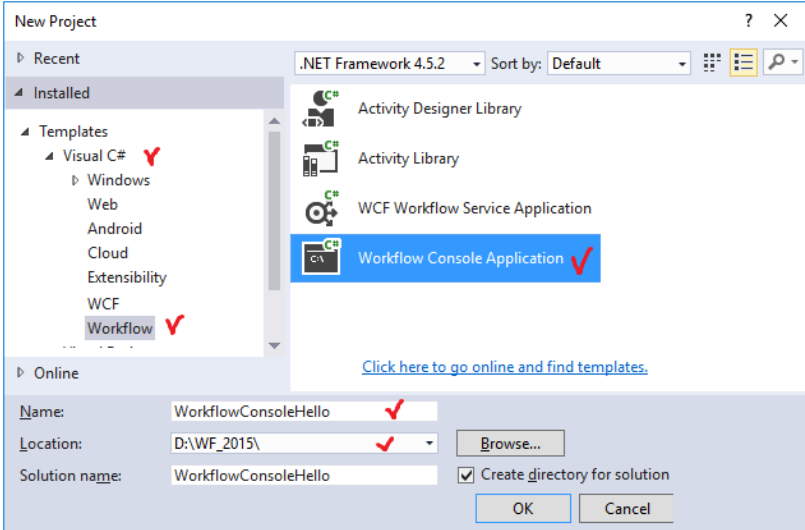 New Project
Recent
.NET Framework 4.5.2 Sort by: Default
Installed
Templates
Visual C#
Windows
Web
Android
Cloud
Extensibility
WCF
Workflow
Online
C#
Activity Designer Library
C#
Activity Library
C#
WCF Workflow Service Application
C#
C:\
Workflow Console Application
Click here to go online and find templates.
Name: WorkflowConsoleHello
Location: D:\WF_2015\ Browse...
Solution name: WorkflowConsoleHello Create directory for solution
OK Cancel